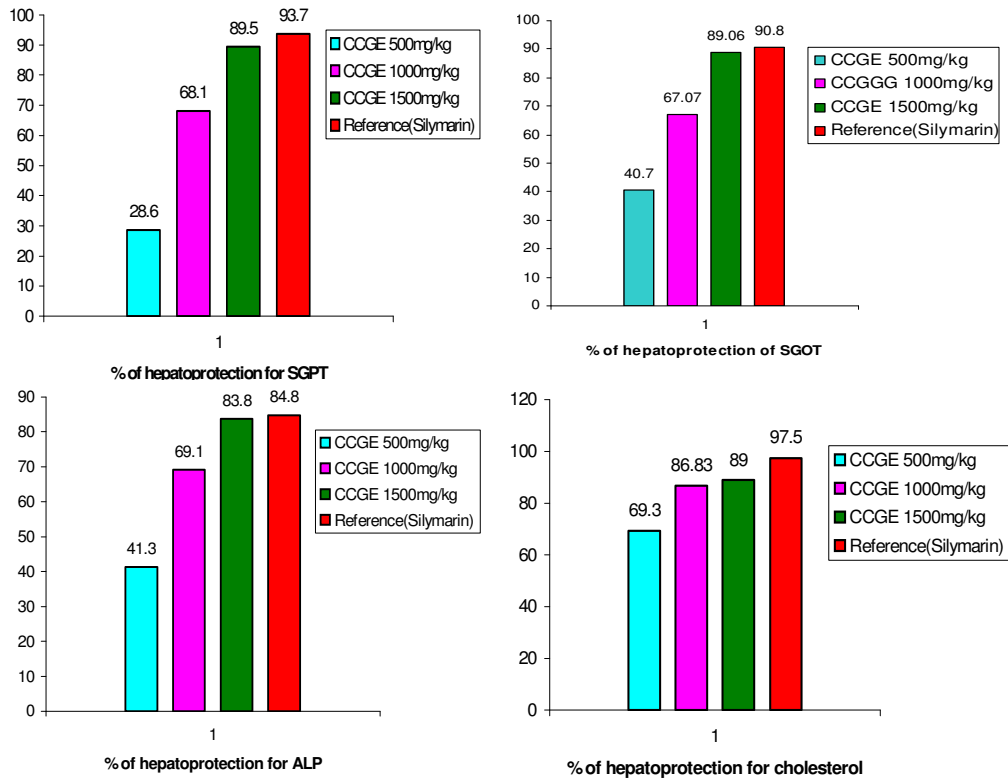 100
90
80
70
60
50
40
30
20
10
0
28.6
68.1
89.5
93.7
1
% of hepatoprotection for SGPT
CCGE 500mg/kg
CCGE 1000mg/kg
CCGE 1500mg/kg
Reference(Silymarin)
100
90
80
70
60
50
40
30
20
10
0
40.7
67.07
89.06
90.8
1
% of hepatoprotection of SGOT
CCGE 500mg/kg
CCGGG 1000mg/kg
CCGE 1500mg/kg
Reference(Silymarin)
90
80
70
60
50
40
30
20
10
0
41.3
69.1
83.8
84.8
1
% of hepatoprotection for ALP
CCGE 500mg/kg
CCGE 1000mg/kg
CCGE 1500mg/kg
Reference(Silymarin)
120
100
80
60
40
20
0
69.3
86.83
89
97.5
1
% of hepatoprotection for cholesterol
CCGE 500mg/kg
CCGE 1000mg/kg
CCGE 1500mg/kg
Reference(Silymarin)